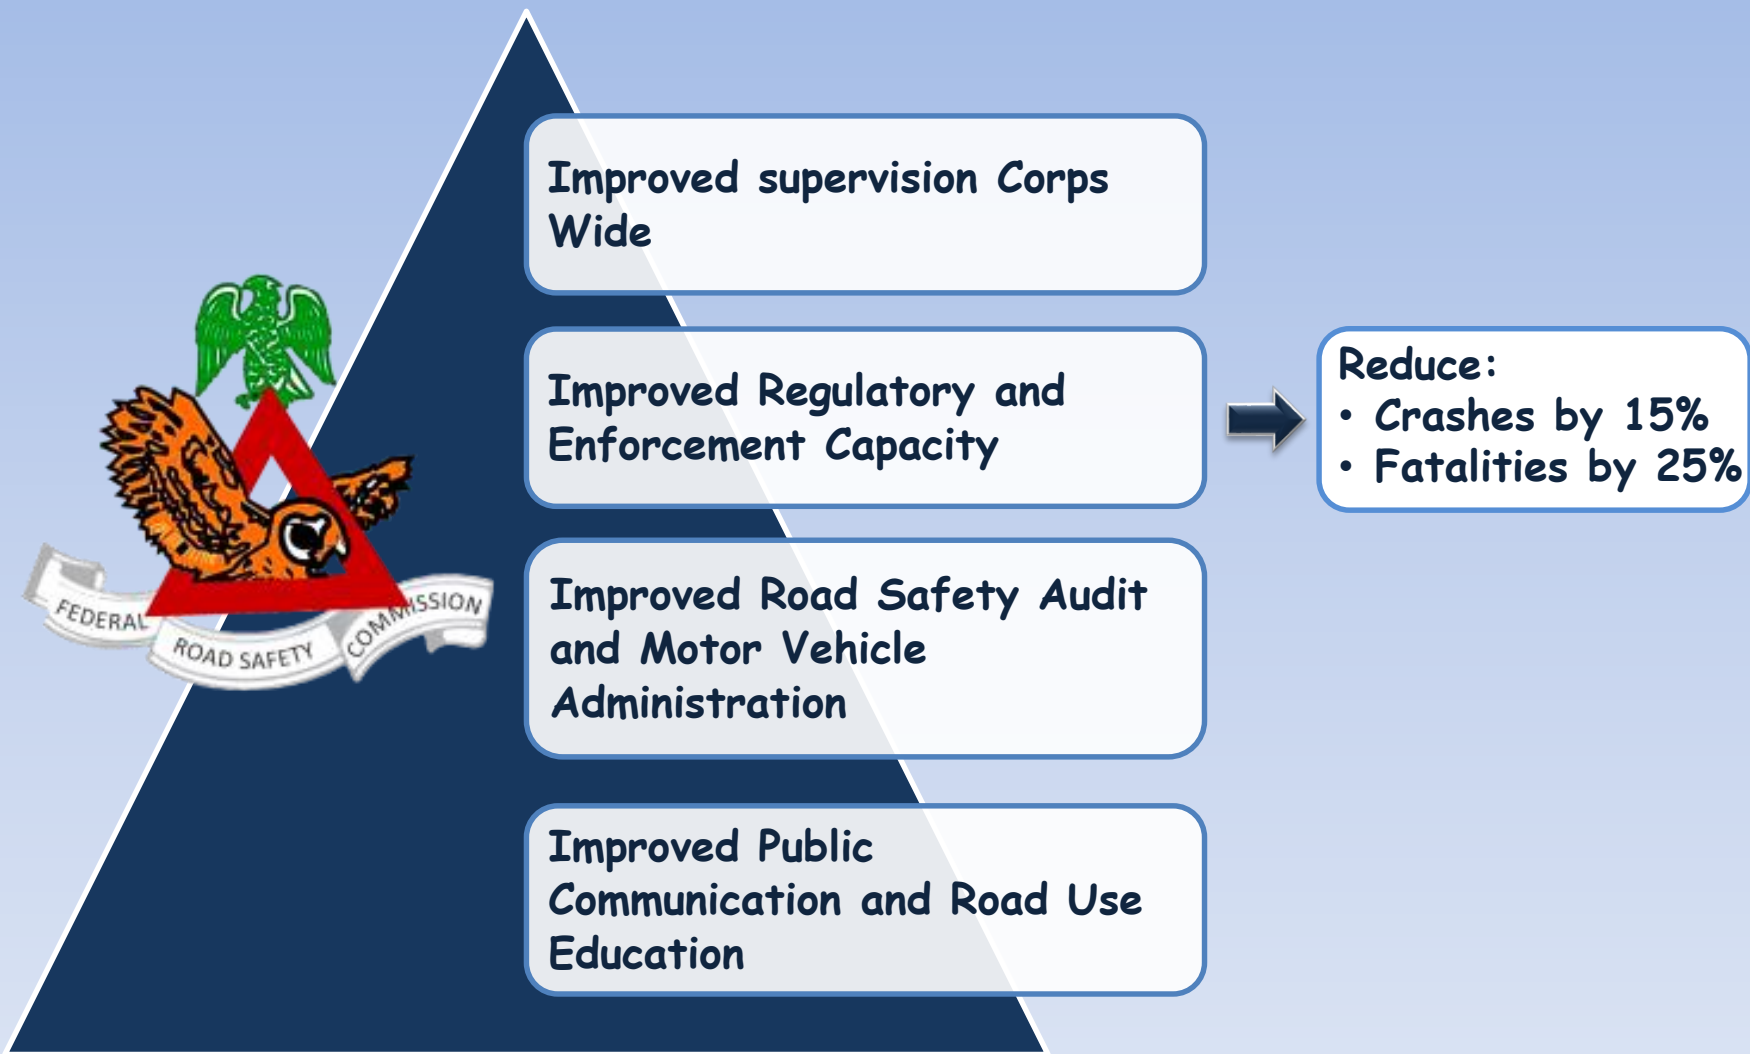 Improved supervision Corps
Wide
Improved Regulatory and
Enforcement Capacity
Reduce:
• Crashes by 15%
• Fatalities by 25%
Improved Road Safety Audit
and Motor Vehicle
Administration
Improved Public
Communication and Road Use
Education
FEDERAL
ROAD SAFETY
COMMISSION